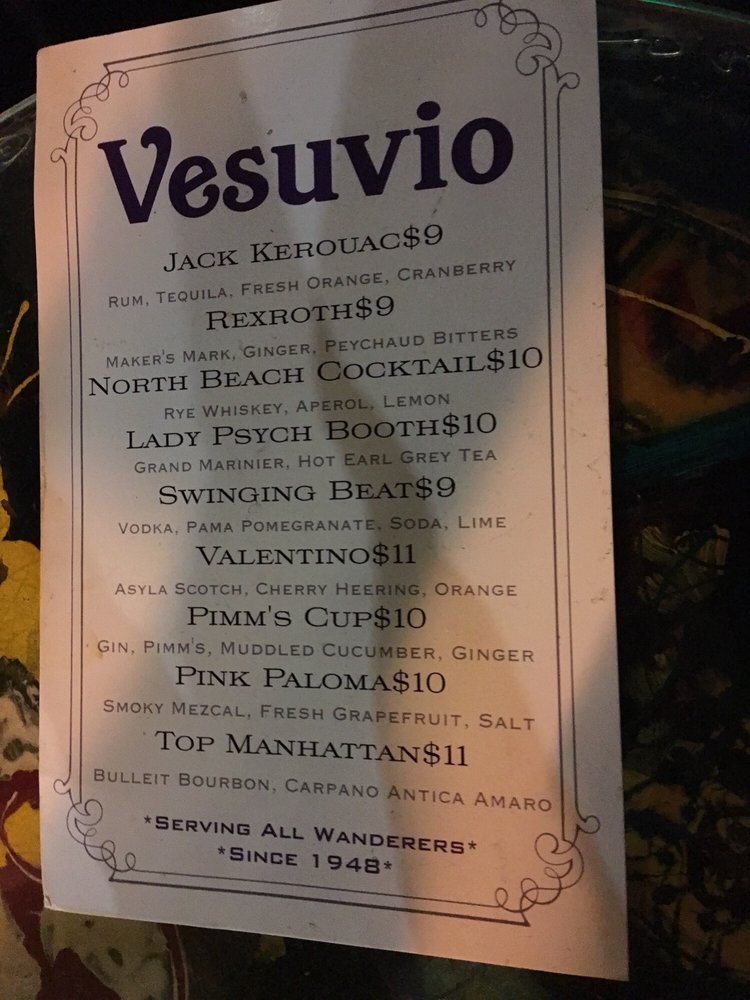 Vesuvio
Jack Kerouac$9
Rum, Tequila, Fresh Orange, Cranberry
Rexroth$9
Maker's Mark, Ginger, Peychaud Bitters
North Beach Cocktail$10
Rye Whiskey, Aperol, Lemon
Lady Psych Booth$10
Grand Marinier, Hot Earl Grey Tea
Swinging Beat$9
Vodka, Pama Pomegranate, Soda, Lime
Valentino$11
Asyla Scotch, Cherry Heering, Orange
Pimm's Cup$10
Gin, Pimm's, Muddled Cucumber, Ginger
Pink Paloma$10
Smoky Mezcal, Fresh Grapefruit, Salt
Top Manhattan$11
Bulleit Bourbon, Carpano Antica Amaro
*Serving All Wanderers*
*Since 1948*